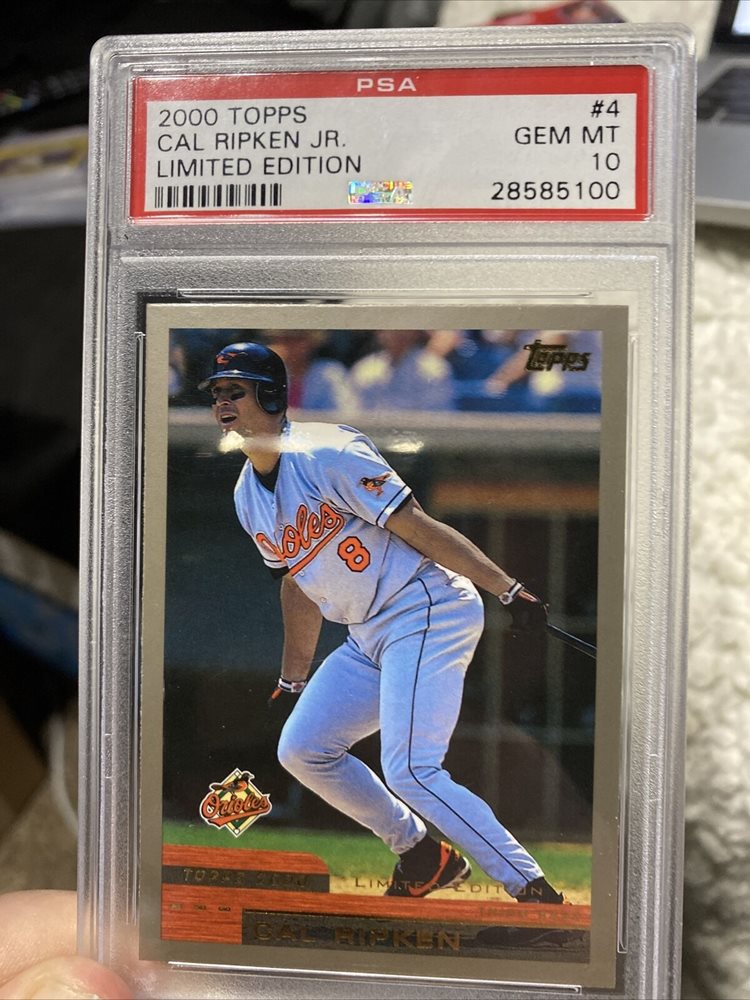 PSA
2000 TOPPS #4
CAL RIPKEN JR. GEM MT
LIMITED EDITION 10
28585100
Topps
Orioles
8
Orioles
LIMITED EDITION
CAL RIPKEN